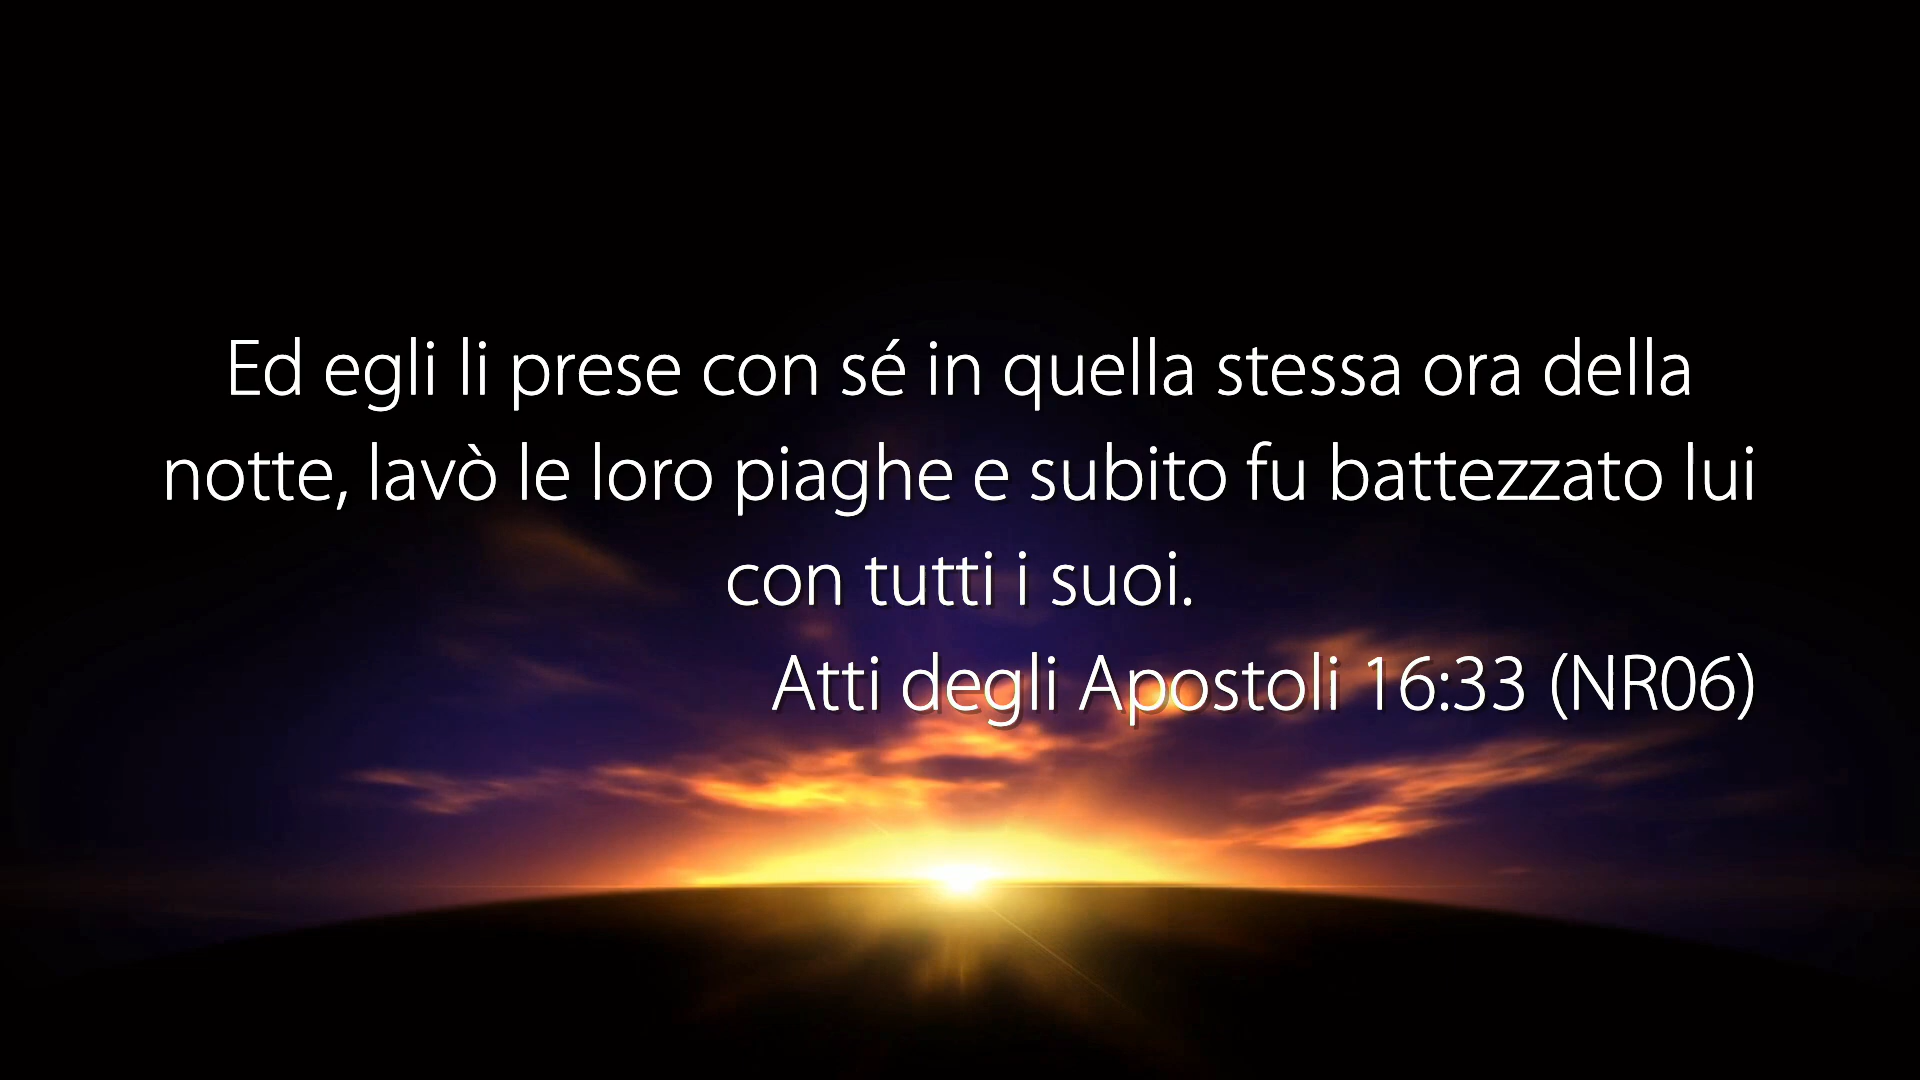 Ed egli li prese con sé in quella stessa ora della
notte, lavò le loro piaghe e subito fu battezzato lui
con tutti i suoi.
Atti degli Apostoli 16:33 (NR06)